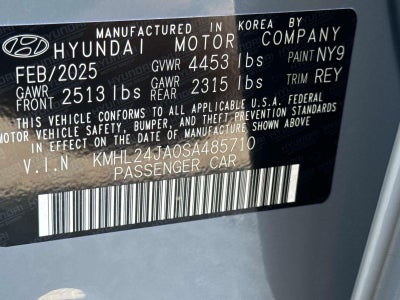 MANUFACTURED IN KOREA BY
HYUNDAI MOTOR COMPANY
FEB/2025 GVWR 4453 lbs PAINT NY9
GAWR FRONT 2513 lbs GAWR REAR 2315 lbs TRIM REY
THIS VEHICLE CONFORMS TO ALL APPLICABLE U.S.A. FEDERAL
MOTOR VEHICLE SAFETY, BUMPER, AND THEFT PREVENTION
STANDARDS IN EFFECT ON THE DATE OF MANUFACTURE SHOWN ABOVE.
V.I.N KMHL24JA0SA485710
PASSENGER CAR